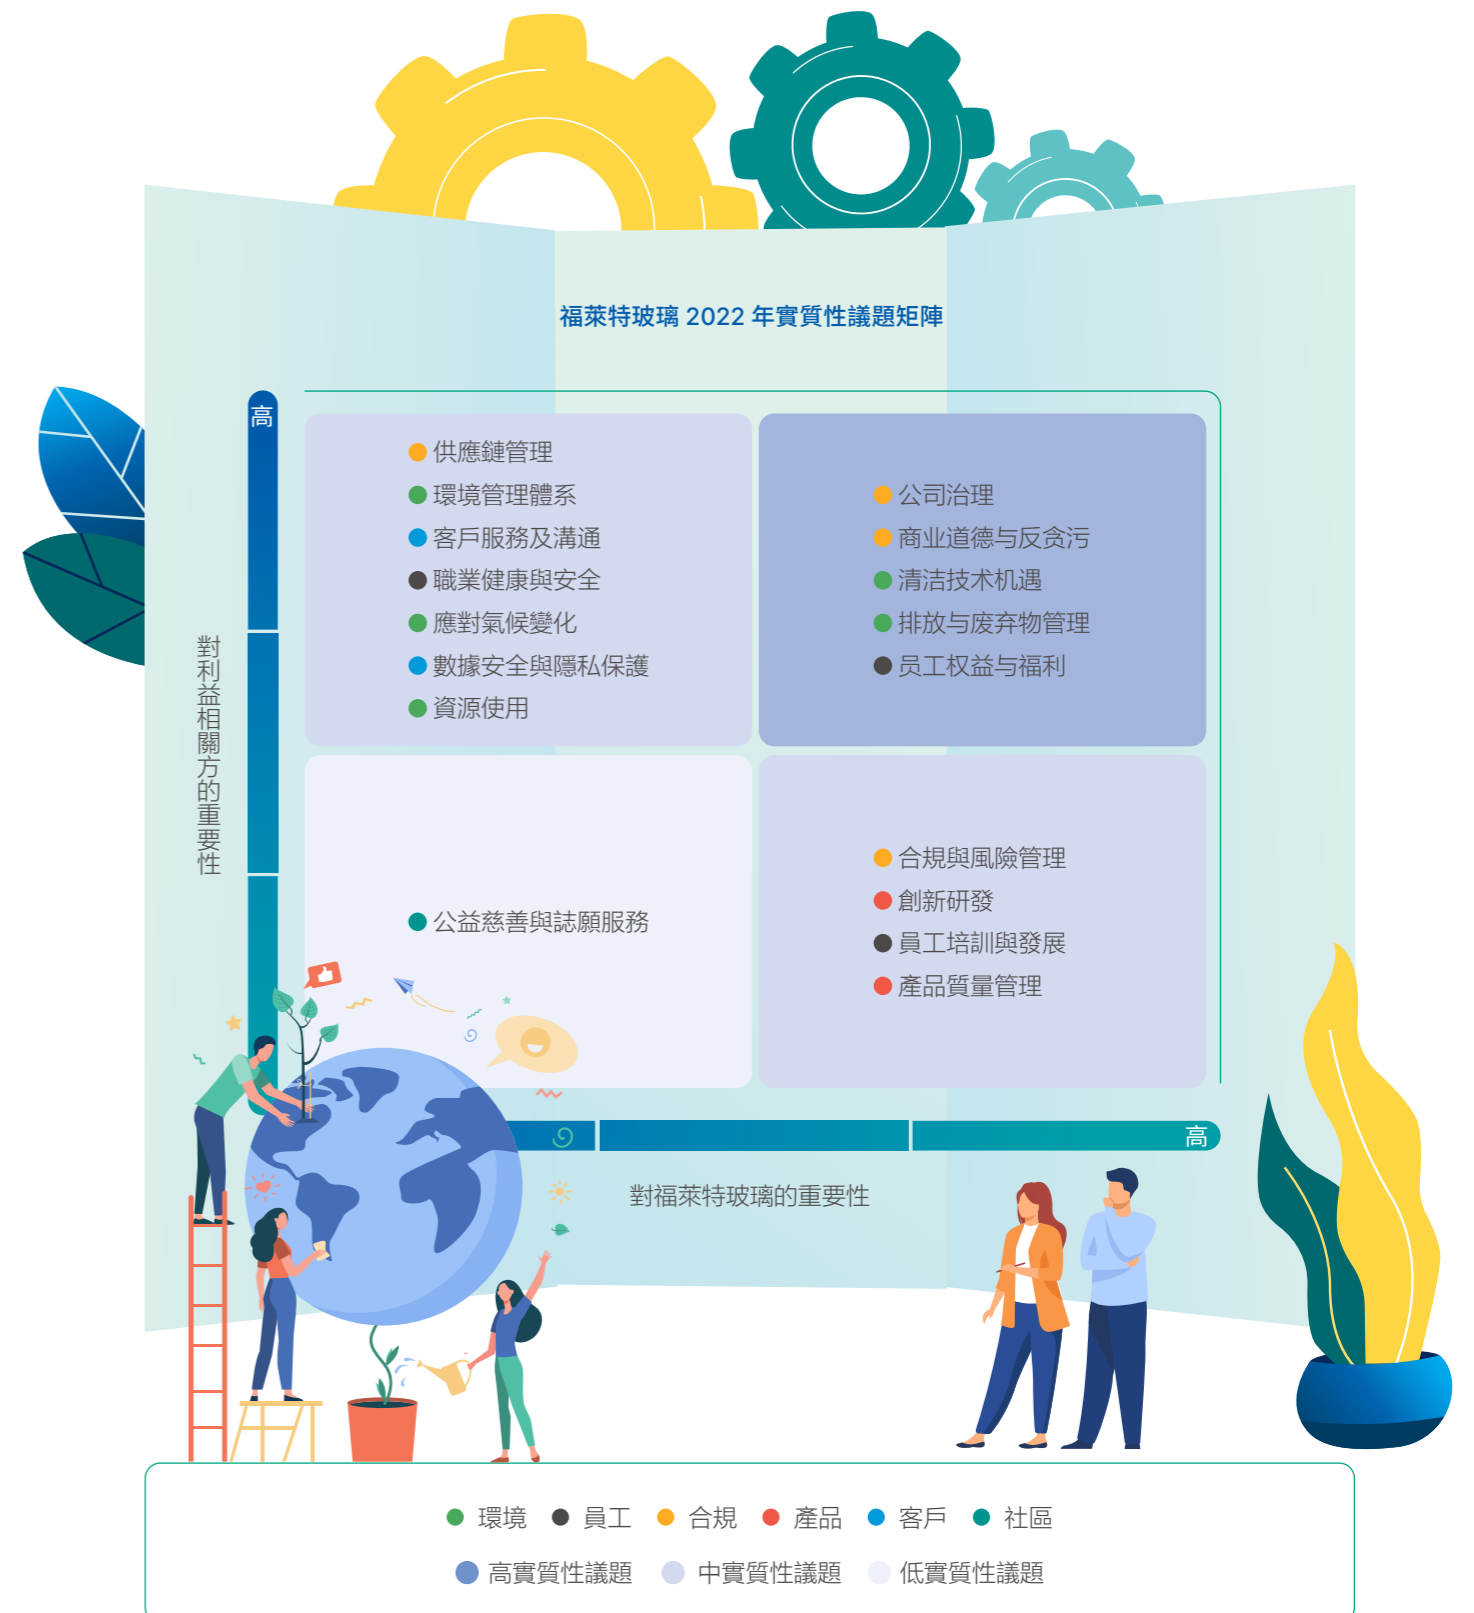 福萊特玻璃 2022 年實質性議題矩陣
高
對利益相關方的重要性
供應鏈管理
環境管理體系
客戶服務及溝通
職業健康與安全
應對氣候變化
數據安全與隱私保護
資源使用
公司治理
商业道德与反贪污
清洁技术机遇
排放与废弃物管理
员工权益与福利
公益慈善與誌願服務
合規與風險管理
創新研發
員工培訓與發展
產品質量管理
高
對福萊特玻璃的重要性
環境 員工 合規 產品 客戶 社區
高實質性議題 中實質性議題 低實質性議題